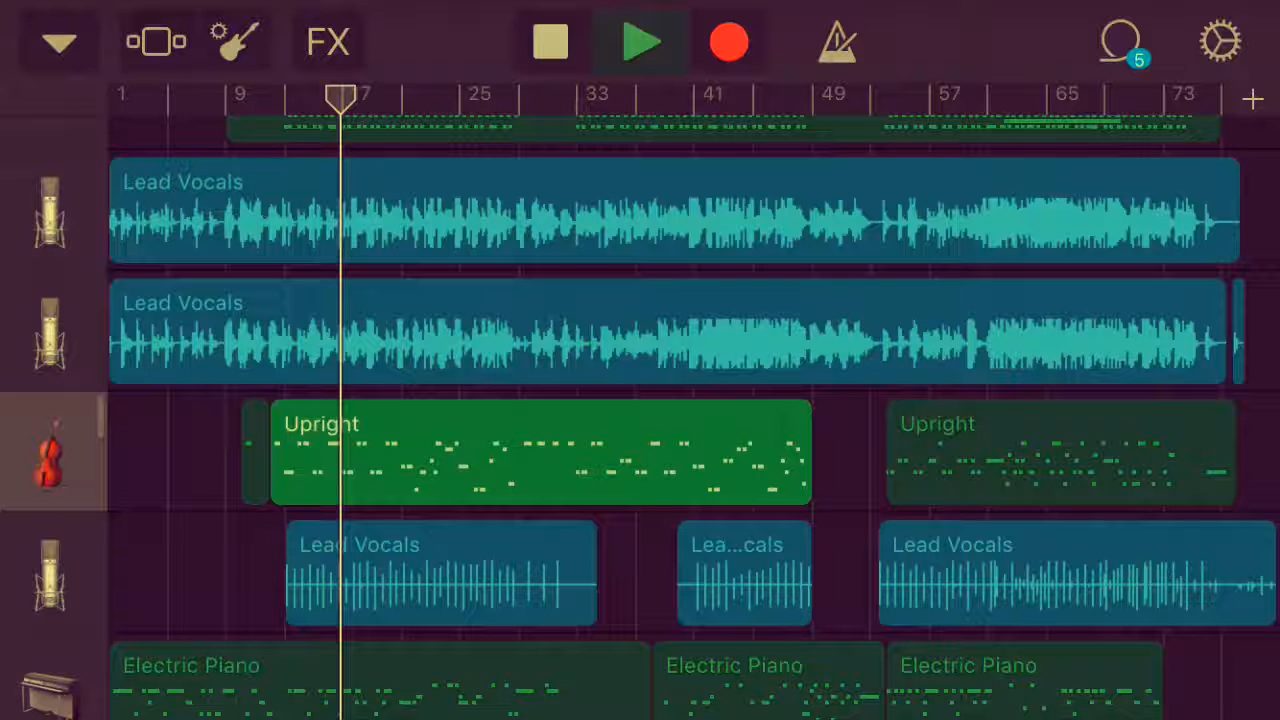 FX
5
1 9 7 25 33 41 49 57 65 73
Lead Vocals
Lead Vocals
Upright Upright
Lead Vocals Lea...cals Lead Vocals
Electric Piano Electric Piano Electric Piano